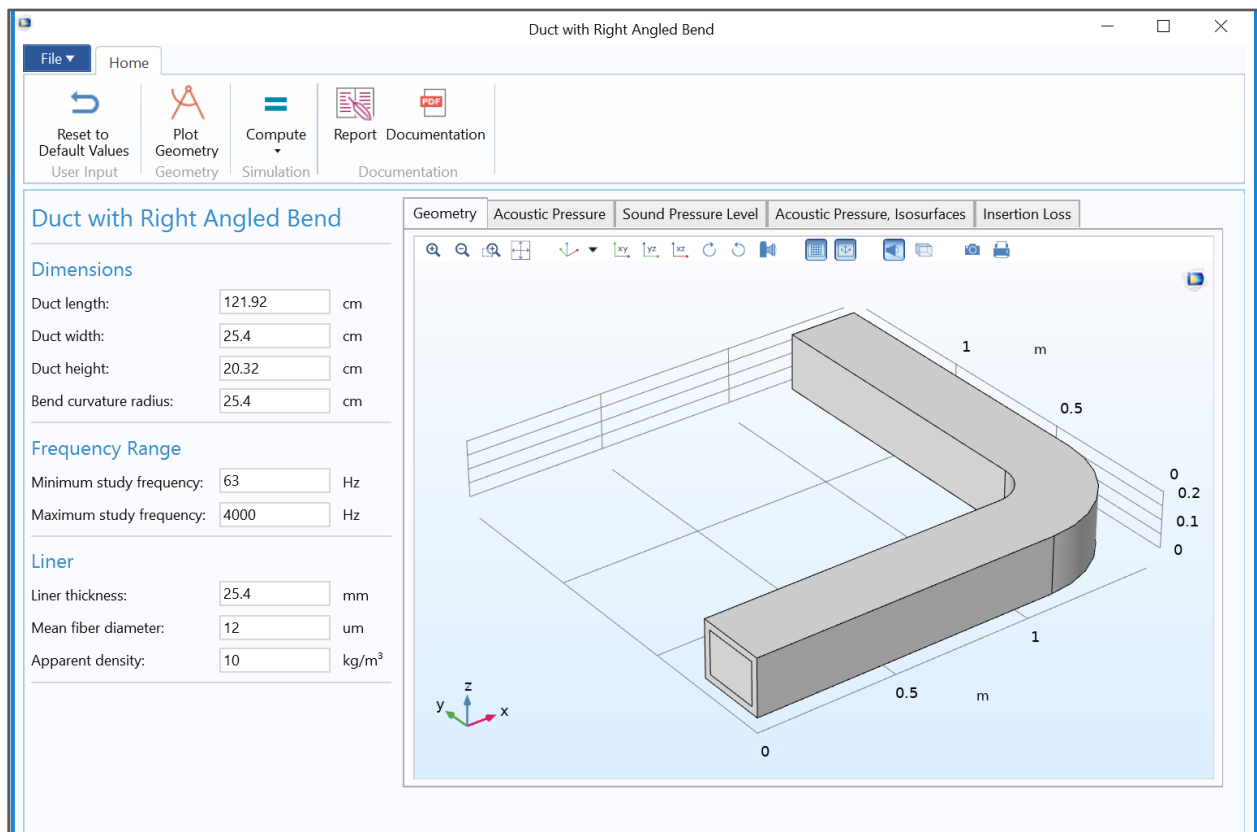 Duct with Right Angled Bend
File
Home
Reset to
Default Values
User Input
Plot
Geometry
Geometry
Compute
Simulation
Report
PDF
Documentation
Documentation
Duct with Right Angled Bend
Dimensions
Duct length: 121.92 cm
Duct width: 25.4 cm
Duct height: 20.32 cm
Bend curvature radius: 25.4 cm
Frequency Range
Minimum study frequency: 63 Hz
Maximum study frequency: 4000 Hz
Liner
Liner thickness: 25.4 mm
Mean fiber diameter: 12 um
Apparent density: 10 kg/m³
Geometry
Acoustic Pressure
Sound Pressure Level
Acoustic Pressure, Isosurfaces
Insertion Loss
xy
yz
xz
1
m
0.5
0
0.2
0.1
0
1
0.5
m
0
z
y
x